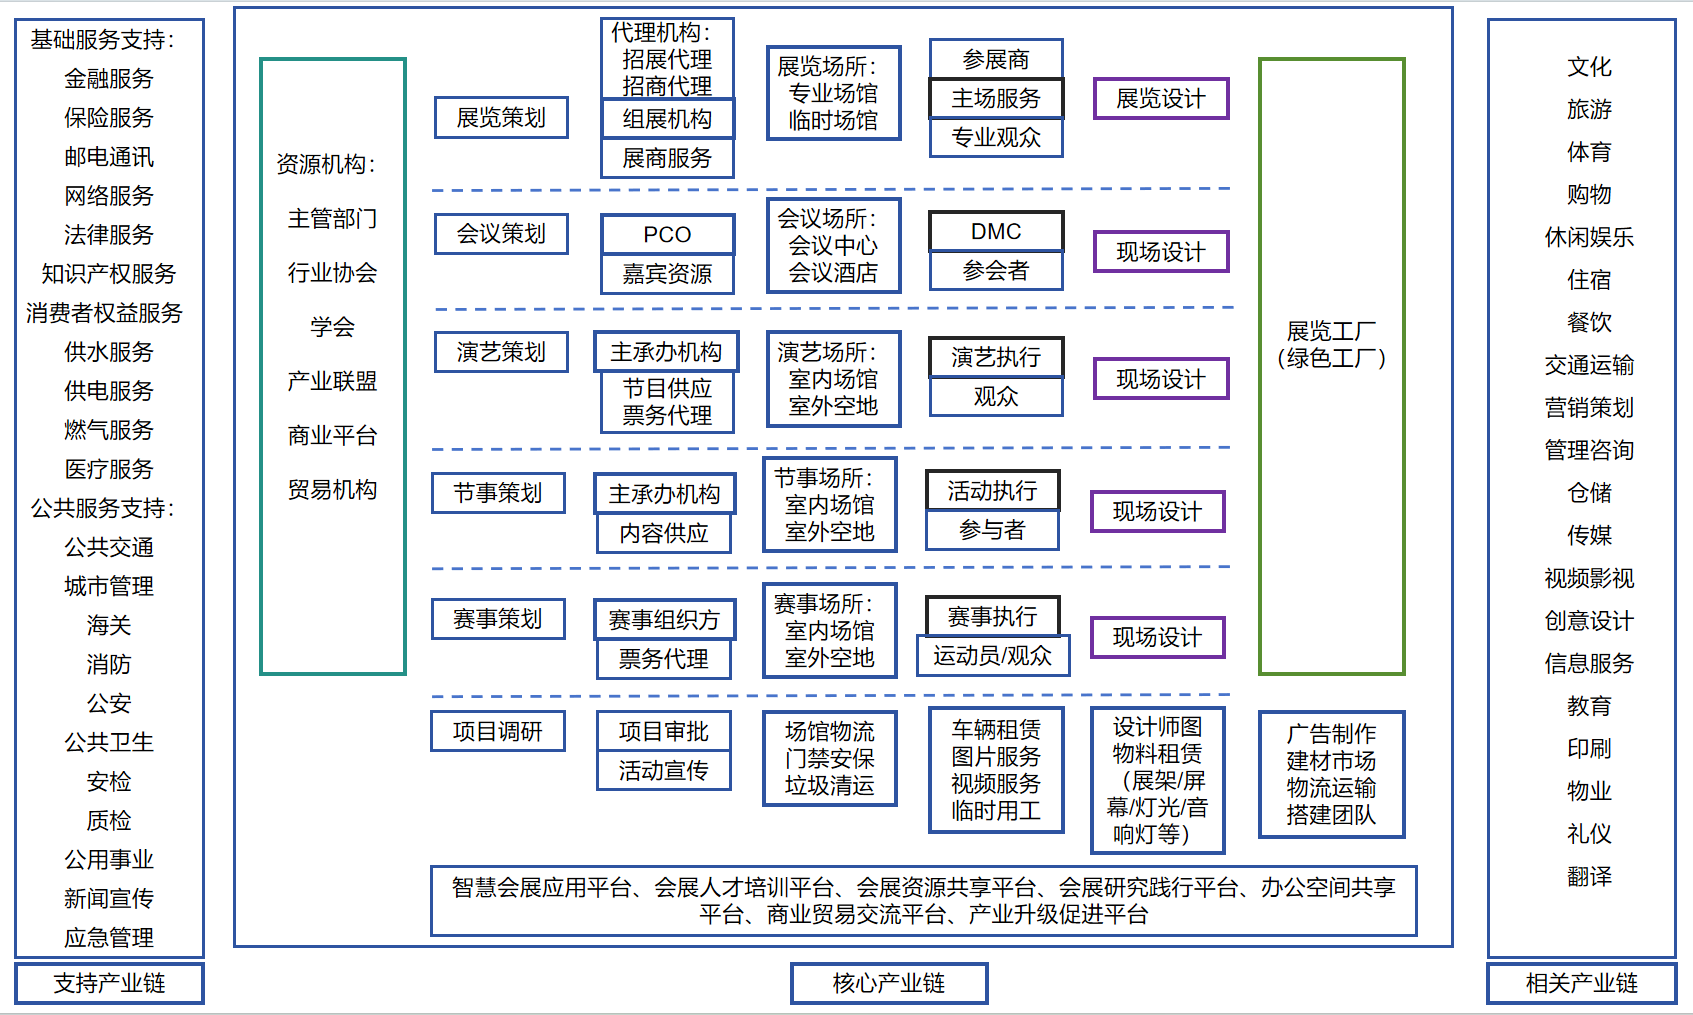 基础服务支持：
金融服务
保险服务
邮电通讯
网络服务
法律服务
知识产权服务
消费者权益服务
供水服务
供电服务
燃气服务
医疗服务
公共服务支持：
公共交通
城市管理
海关
消防
公安
公共卫生
安检
质检
公用事业
新闻宣传
应急管理
支持产业链
资源机构：
主管部门
行业协会
学会
产业联盟
商业平台
贸易机构
展览策划
代理机构：
招展代理
招商代理
组展机构
展商服务
展览场所：
专业场馆
临时场馆
参展商
主场服务
专业观众
展览设计
会议策划
PCO
嘉宾资源
会议场所：
会议中心
会议酒店
DMC
参会者
现场设计
演艺策划
主承办机构
节目供应
票务代理
演艺场所：
室内场馆
室外空地
演艺执行
观众
现场设计
节事策划
主承办机构
内容供应
节事场所：
室内场馆
室外空地
活动执行
参与者
现场设计
赛事策划
赛事组织方
票务代理
赛事场所：
室内场馆
室外空地
赛事执行
运动员/观众
现场设计
展览工厂
（绿色工厂）
项目调研
项目审批
活动宣传
场馆物流
门禁安保
垃圾清运
车辆租赁
图片服务
视频服务
临时用工
设计师图
物料租赁
（展架/屏
幕/灯光/音
响灯等）
广告制作
建材市场
物流运输
搭建团队
智慧会展应用平台、会展人才培训平台、会展资源共享平台、会展研究践行平台、办公空间共享
平台、商业贸易交流平台、产业升级促进平台
核心产业链
文化
旅游
体育
购物
休闲娱乐
住宿
餐饮
交通运输
营销策划
管理咨询
仓储
传媒
视频影视
创意设计
信息服务
教育
印刷
物业
礼仪
翻译
相关产业链